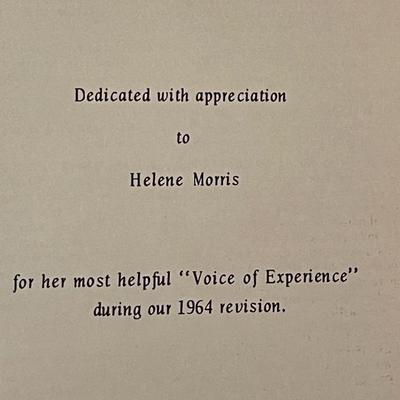 Dedicated with appreciation
to
Helene Morris
for her most helpful “Voice of Experience”
during our 1964 revision.